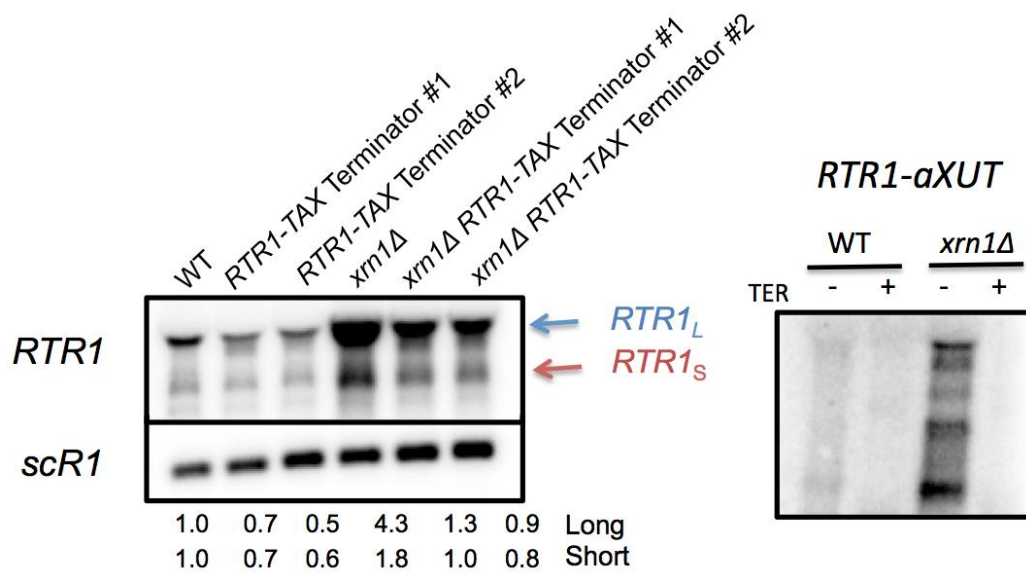 WT
RTR1-TAX Terminator #1
RTR1-TAX Terminator #2
xrn1Δ
xrn1Δ RTR1-TAX Terminator #1
xrn1Δ RTR1-TAX Terminator #2
RTR1
RTR1L
RTR1S
scR1
1.0 0.7 0.5 4.3 1.3 0.9 Long
1.0 0.7 0.6 1.8 1.0 0.8 Short
RTR1-aXUT
WT xrn1Δ
TER - + - +